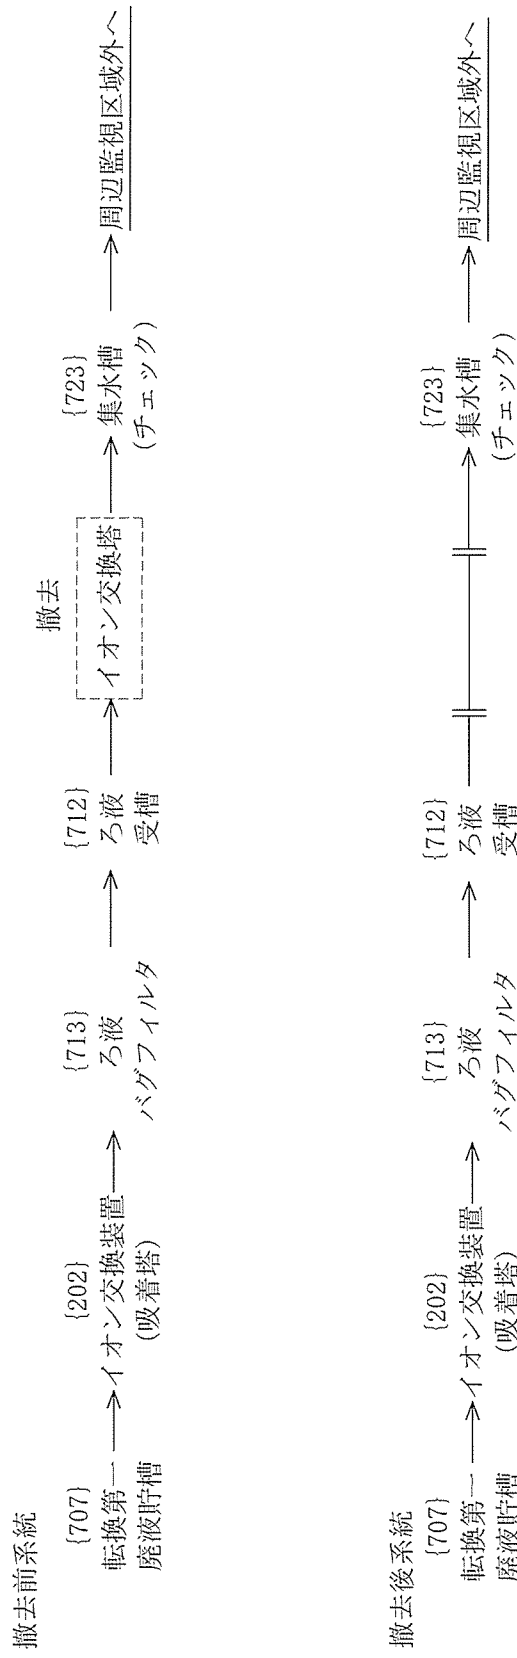 撤去前系統
{707}
転換第一
廃液貯槽
{202}
イオン交換装置
(吸着塔)
{713}
ろ液
バグフィルタ
{712}
ろ液
受槽
撤去
イオン交換塔
{723}
集水槽
(チェック)
周辺監視区域外へ
撤去後系統
{707}
転換第一
廃液貯槽
{202}
イオン交換装置
(吸着塔)
{713}
ろ液
バグフィルタ
{712}
ろ液
受槽
{723}
集水槽
(チェック)
周辺監視区域外へ